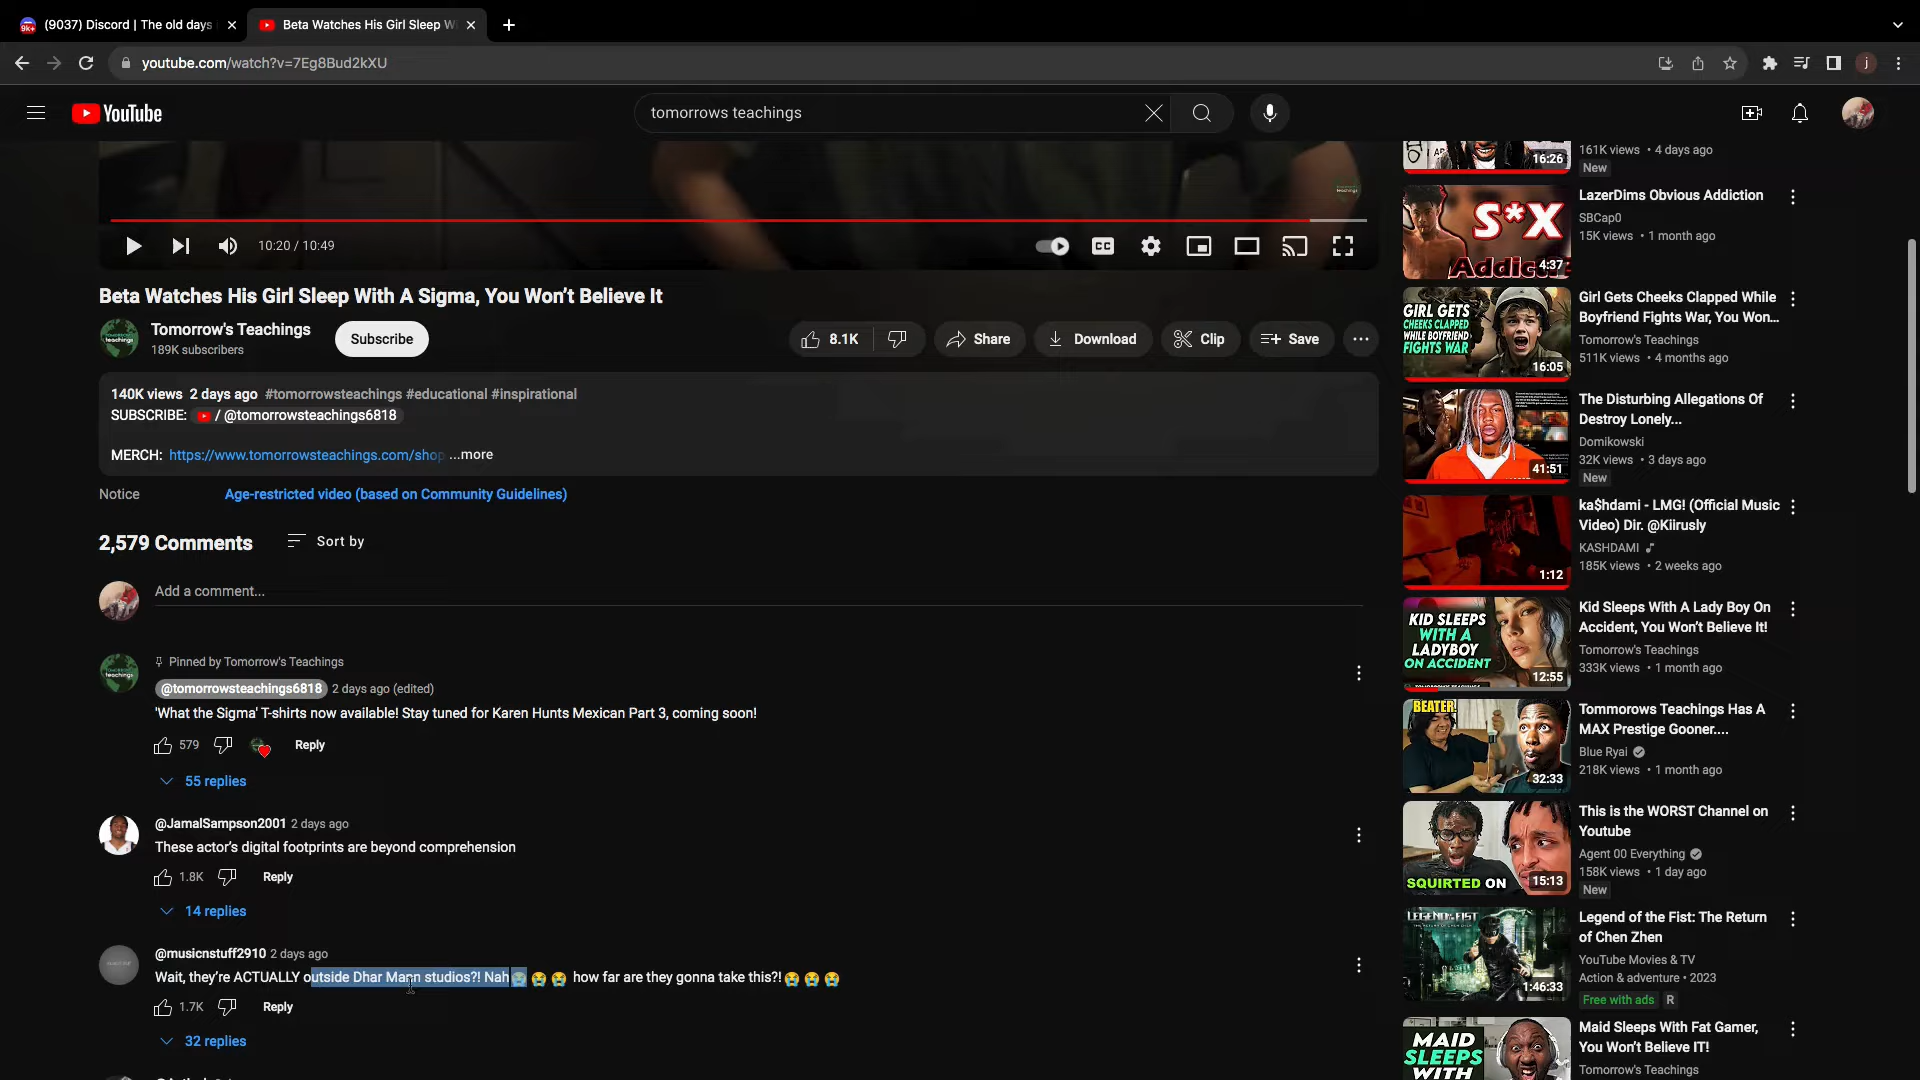 (9037) Discord | The old days
Beta Watches His Girl Sleep W
youtube.com/watch?v=7Eg8Bud2kXU
j
YouTube
tomorrows teachings
10:20 / 10:49
CC
Beta Watches His Girl Sleep With A Sigma, You Won't Believe It
Tomorrow's Teachings
189K subscribers
Subscribe
8.1K
Share
Download
Clip
Save
140K views 2 days ago #tomorrowsteachings #educational #inspirational
SUBSCRIBE: / @tomorrowsteachings6818
MERCH: https://www.tomorrowsteachings.com/shop ...more
Notice
Age-restricted video (based on Community Guidelines)
2,579 Comments
Sort by
Add a comment...
Pinned by Tomorrow's Teachings
@tomorrowsteachings6818 2 days ago (edited)
'What the Sigma' T-shirts now available! Stay tuned for Karen Hunts Mexican Part 3, coming soon!
579
Reply
55 replies
@JamalSampson2001 2 days ago
These actor's digital footprints are beyond comprehension
1.8K
Reply
14 replies
@musicnstuff2910 2 days ago
Wait, they're ACTUALLY outside Dhar Mann studios?! Nah😭😭😭 how far are they gonna take this?!😭😭😭
1.7K
Reply
32 replies
16:26
161K views • 4 days ago
New
S*X
Addic
4:37
LazerDims Obvious Addiction
SBCap0
15K views • 1 month ago
GIRL GETS
CHEEKS CLAPPED
WHILE BOYFRIEND
FIGHTS WAR
16:05
Girl Gets Cheeks Clapped While
Boyfriend Fights War, You Won...
Tomorrow's Teachings
511K views • 4 months ago
41:51
The Disturbing Allegations Of
Destroy Lonely...
Domikowski
32K views • 3 days ago
New
1:12
ka$hdami - LMG! (Official Music
Video) Dir. @Kiirusly
KASHDAMI
185K views • 2 weeks ago
KID SLEEPS
WITH A
LADYBOY
ON ACCIDENT
12:55
Kid Sleeps With A Lady Boy On
Accident, You Won't Believe It!
Tomorrow's Teachings
333K views • 1 month ago
BEATER!
32:33
Tommorows Teachings Has A
MAX Prestige Gooner....
Blue Ryai
218K views • 1 month ago
SQUIRTED ON
15:13
This is the WORST Channel on
Youtube
Agent 00 Everything
158K views • 1 day ago
New
1:46:33
Legend of the Fist: The Return
of Chen Zhen
YouTube Movies & TV
Action & adventure • 2023
Free with ads R
MAID
SLEEPS
WITH
Maid Sleeps With Fat Gamer,
You Won't Believe IT!
Tomorrow's Teachings